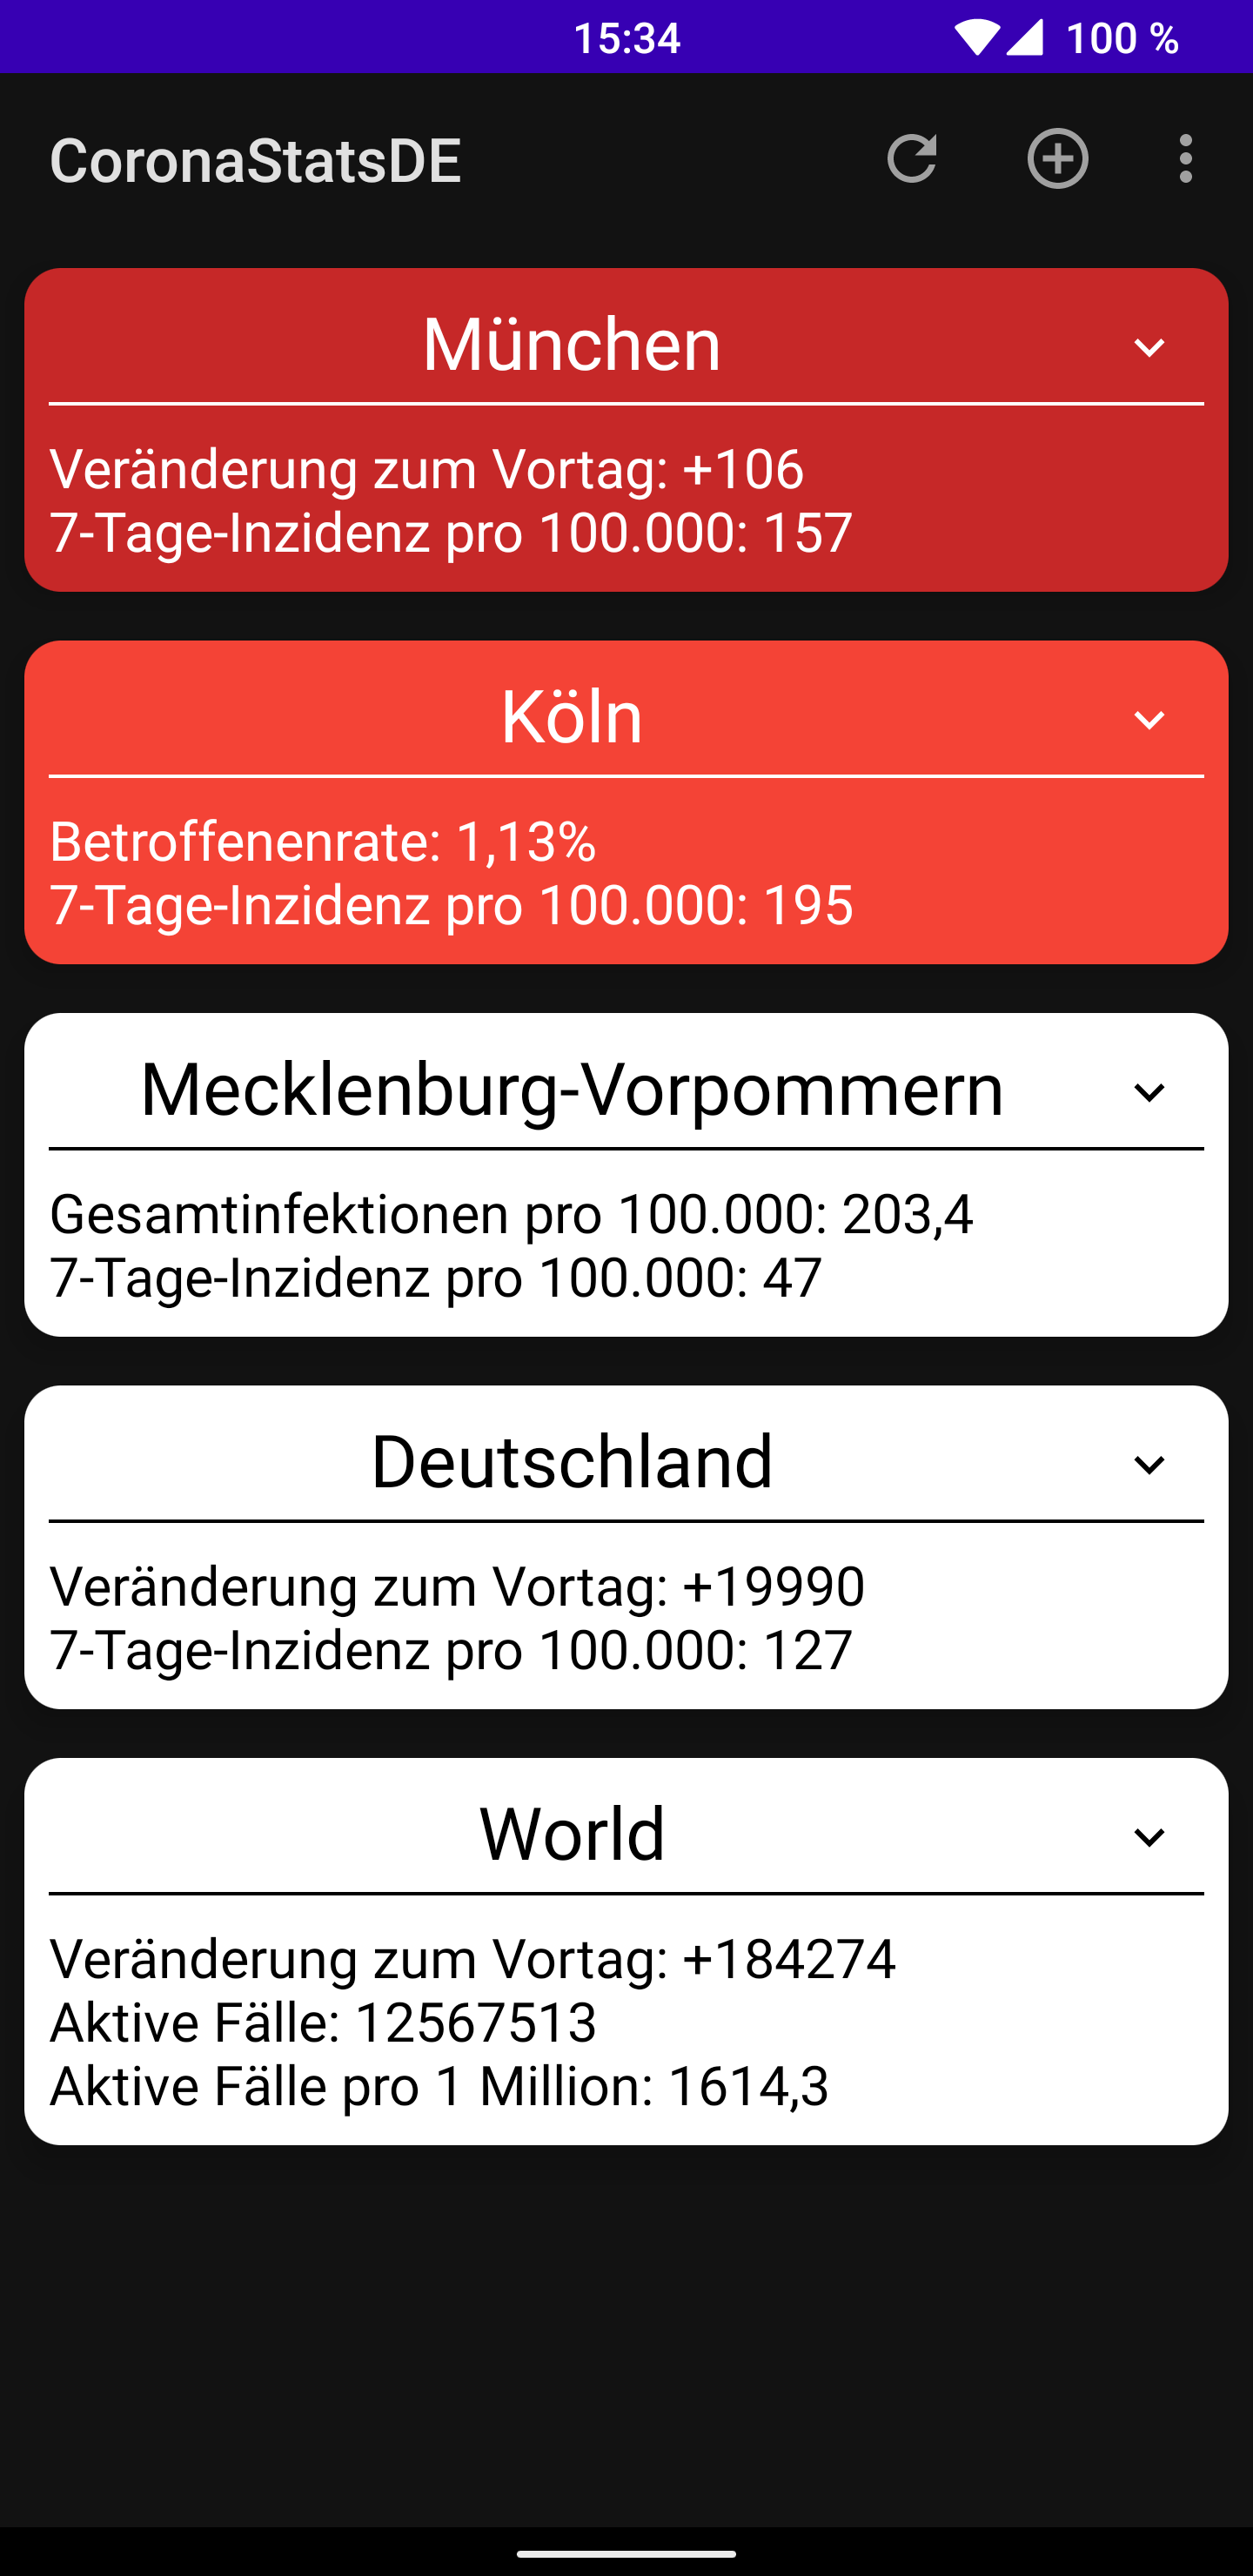 15:34 100 %
CoronaStatsDE
München
Veränderung zum Vortag: +106
7-Tage-Inzidenz pro 100.000: 157
Köln
Betroffenenrate: 1,13%
7-Tage-Inzidenz pro 100.000: 195
Mecklenburg-Vorpommern
Gesamtinfektionen pro 100.000: 203,4
7-Tage-Inzidenz pro 100.000: 47
Deutschland
Veränderung zum Vortag: +19990
7-Tage-Inzidenz pro 100.000: 127
World
Veränderung zum Vortag: +184274
Aktive Fälle: 12567513
Aktive Fälle pro 1 Million: 1614,3